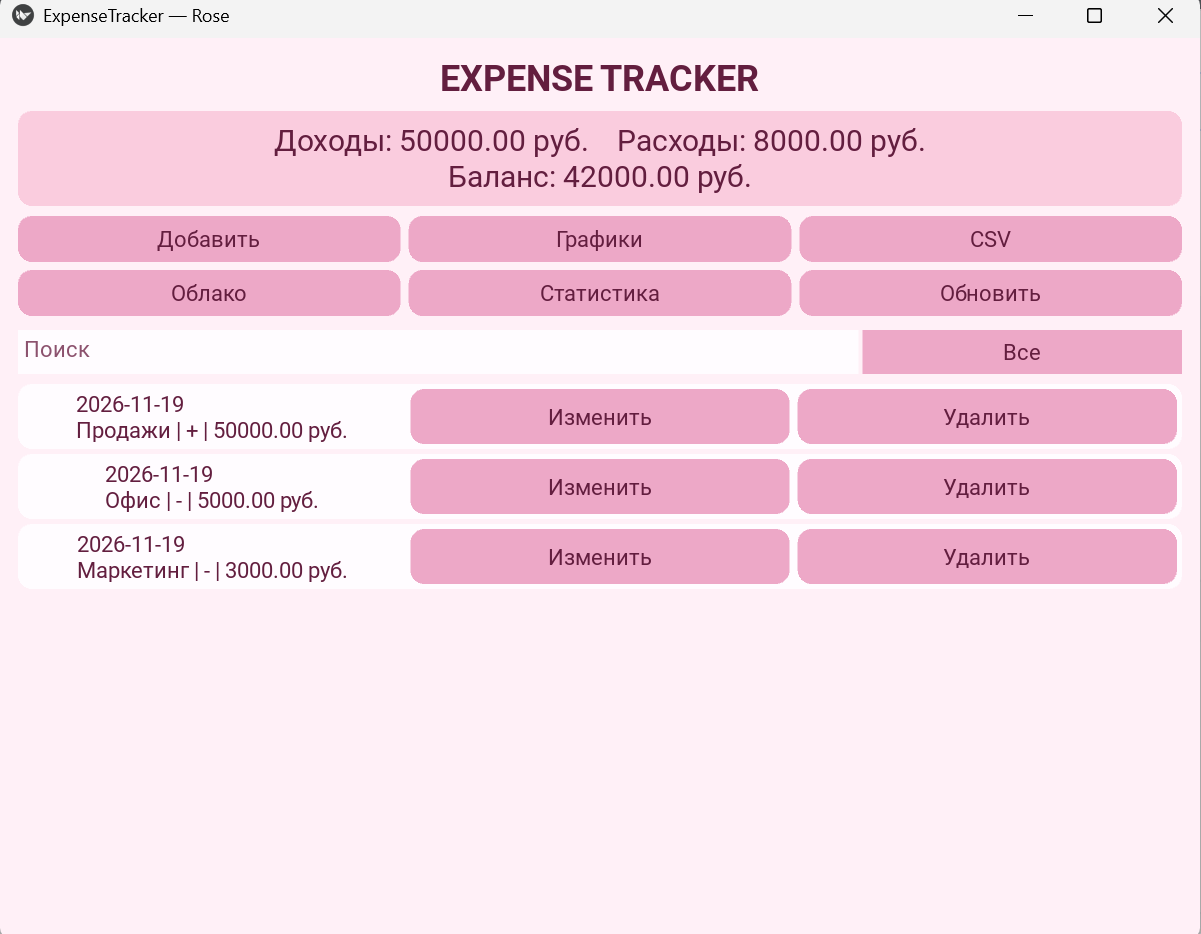 ExpenseTracker — Rose
EXPENSE TRACKER
Доходы: 50000.00 руб. Расходы: 8000.00 руб.
Баланс: 42000.00 руб.
Добавить Графики CSV
Облако Статистика Обновить
Поиск Все
2026-11-19
Продажи | + | 50000.00 руб.
Изменить Удалить
2026-11-19
Офис | - | 5000.00 руб.
Изменить Удалить
2026-11-19
Маркетинг | - | 3000.00 руб.
Изменить Удалить